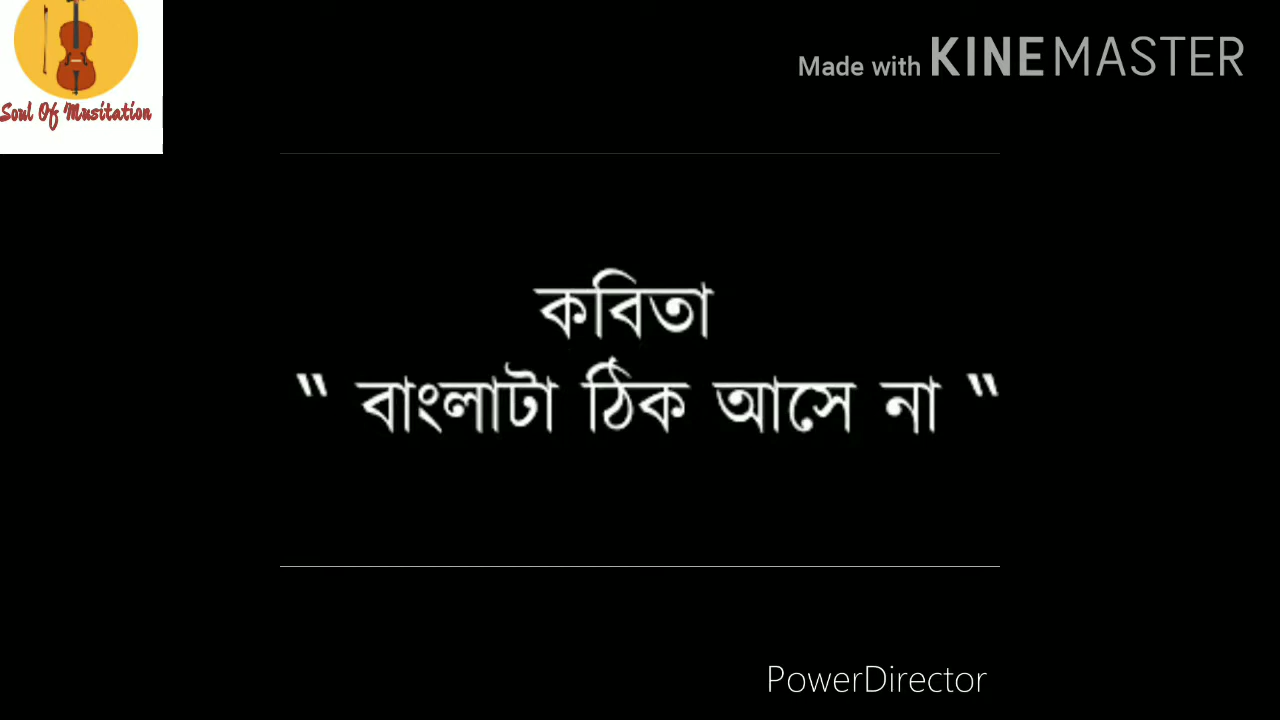 Soul Of Musitation
Made with KINEMASTER
কবিতা
" বাংলাটা ঠিক আসে না "
PowerDirector